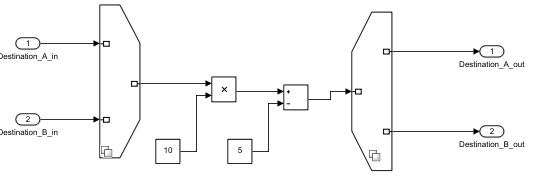 1
Destination_A_in
2
Destination_B_in
×
10
+
−
5
1
Destination_A_out
2
Destination_B_out